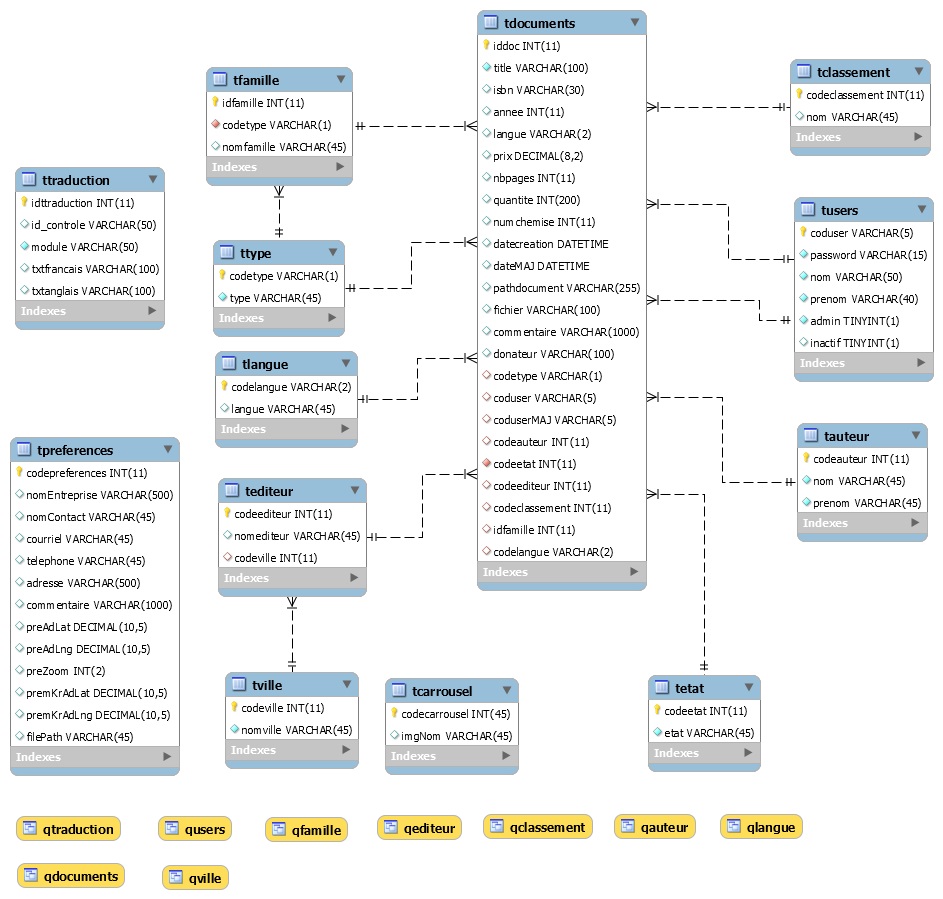 tdocuments
iddoc INT(11)
title VARCHAR(100)
isbn VARCHAR(30)
annee INT(11)
langue VARCHAR(2)
prix DECIMAL(8,2)
nbpages INT(11)
quantite INT(200)
numchemise INT(11)
datecreation DATETIME
dateMAJ DATETIME
pathdocument VARCHAR(255)
fichier VARCHAR(100)
commentaire VARCHAR(1000)
donateur VARCHAR(100)
codetype VARCHAR(1)
coduser VARCHAR(5)
coduserMAJ VARCHAR(5)
codeauteur INT(11)
codeetat INT(11)
codeediteur INT(11)
codeclassement INT(11)
idfamille INT(11)
codelangue VARCHAR(2)
Indexes
tfamille
idfamille INT(11)
codetype VARCHAR(1)
nomfamille VARCHAR(45)
Indexes
tclassement
codeclassement INT(11)
nom VARCHAR(45)
Indexes
ttraduction
idttraduction INT(11)
id_controle VARCHAR(50)
module VARCHAR(50)
txtfrancais VARCHAR(100)
txtanglais VARCHAR(100)
Indexes
ttype
codetype VARCHAR(1)
type VARCHAR(45)
Indexes
tusers
coduser VARCHAR(5)
password VARCHAR(15)
nom VARCHAR(50)
prenom VARCHAR(40)
admin TINYINT(1)
inactif TINYINT(1)
Indexes
tlangue
codelangue VARCHAR(2)
langue VARCHAR(45)
Indexes
tauteur
codeauteur INT(11)
nom VARCHAR(45)
prenom VARCHAR(45)
Indexes
tpreferences
codepreferences INT(11)
nomEntreprise VARCHAR(500)
nomContact VARCHAR(45)
courriel VARCHAR(45)
telephone VARCHAR(45)
adresse VARCHAR(500)
commentaire VARCHAR(1000)
preAdLat DECIMAL(10,5)
preAdLng DECIMAL(10,5)
preZoom INT(2)
premKrAdLat DECIMAL(10,5)
premKrAdLng DECIMAL(10,5)
filePath VARCHAR(45)
Indexes
tediteur
codeediteur INT(11)
nomediteur VARCHAR(45)
codeville INT(11)
Indexes
tville
codeville INT(11)
nomville VARCHAR(45)
Indexes
tcarrousel
codecarrousel INT(45)
imgNom VARCHAR(45)
Indexes
tetat
codeetat INT(11)
etat VARCHAR(45)
Indexes
qtraduction
qusers
qfamille
qediteur
qclassement
qauteur
qlangue
qdocuments
qville